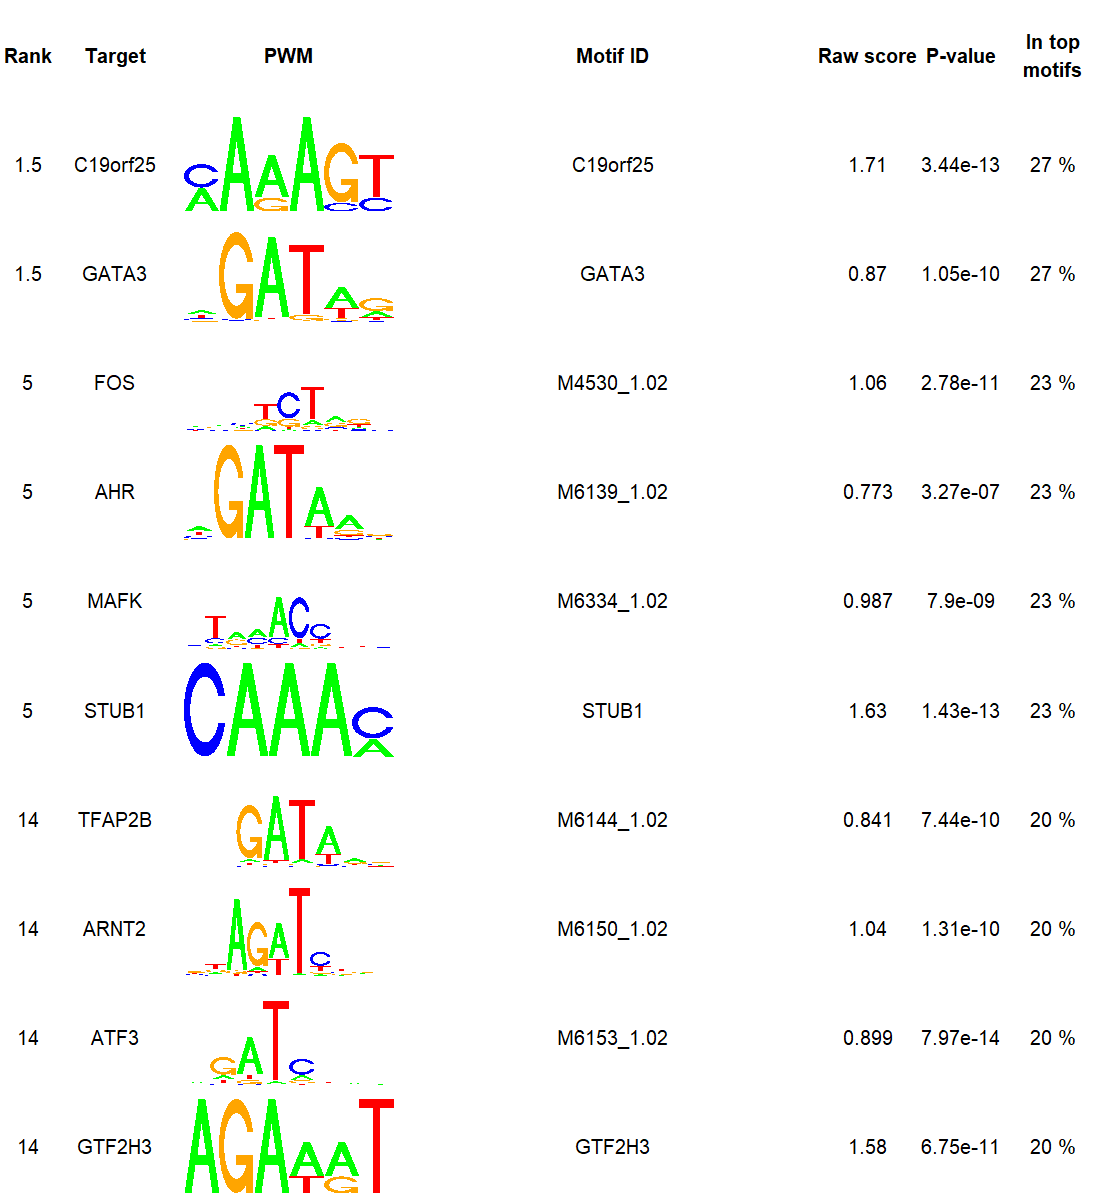 Rank Target PWM Motif ID Raw score P-value In top motifs
1.5 C19orf25 C19orf25 1.71 3.44e-13 27 %
1.5 GATA3 GATA3 0.87 1.05e-10 27 %
5 FOS M4530_1.02 1.06 2.78e-11 23 %
5 AHR M6139_1.02 0.773 3.27e-07 23 %
5 MAFK M6334_1.02 0.987 7.9e-09 23 %
5 STUB1 CAAAC STUB1 1.63 1.43e-13 23 %
14 TFAP2B GATA M6144_1.02 0.841 7.44e-10 20 %
14 ARNT2 AGATC M6150_1.02 1.04 1.31e-10 20 %
14 ATF3 GATC M6153_1.02 0.899 7.97e-14 20 %
14 GTF2H3 AGAAAT GTF2H3 1.58 6.75e-11 20 %